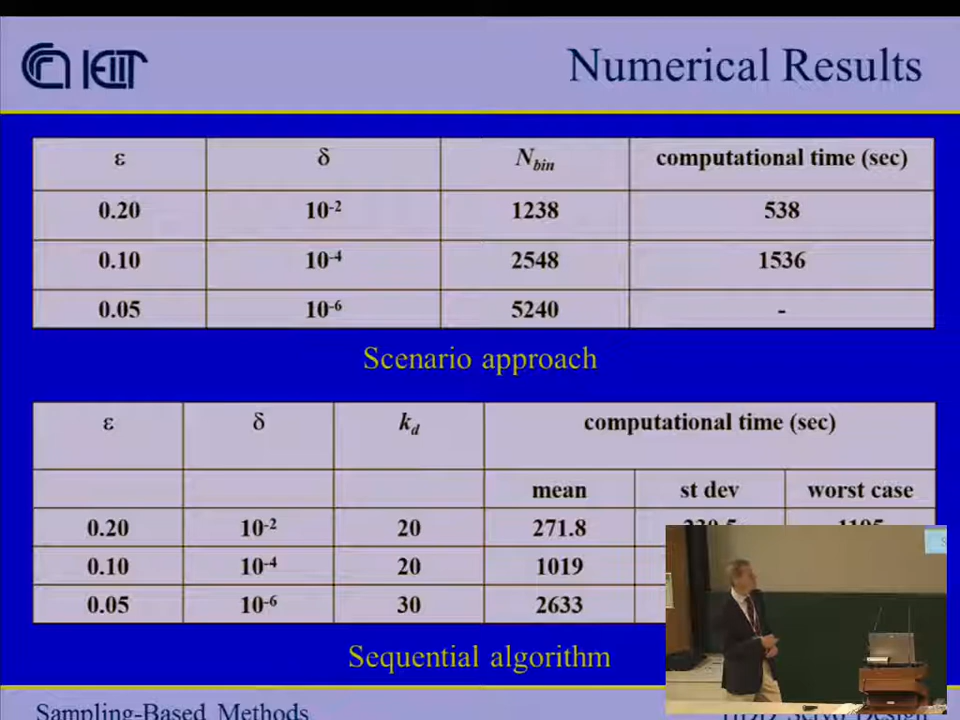 IEIIT
Numerical Results
ε δ N_bin computational time (sec)
0.20 10^-2 1238 538
0.10 10^-4 2548 1536
0.05 10^-6 5240 -
Scenario approach
ε δ k_d computational time (sec)
mean st dev worst case
0.20 10^-2 20 271.8
0.10 10^-4 20 1019
0.05 10^-6 30 2633
Sequential algorithm
Sampling-Based Methods HDD Servo Design